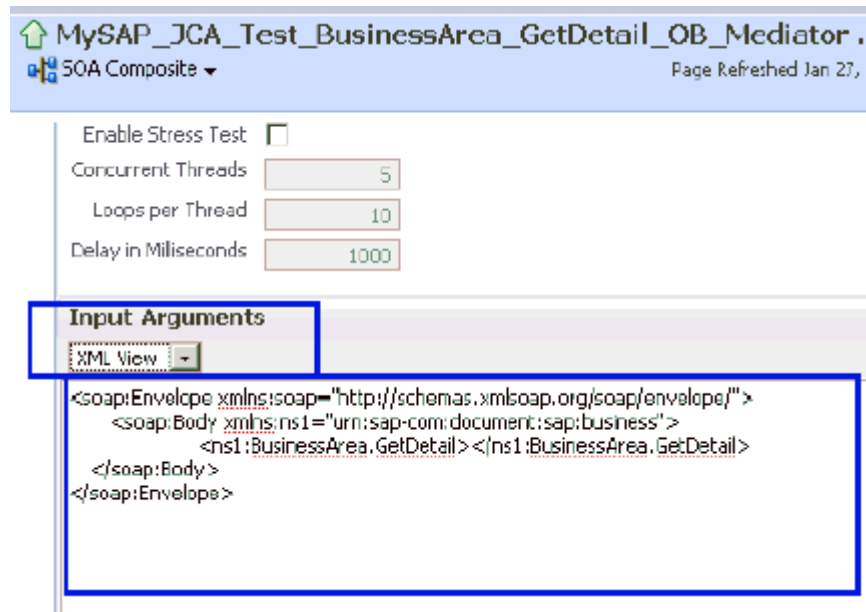 MySAP_JCA_Test_BusinessArea_GetDetail_OB_Mediator .
SOA Composite Page Refreshed Jan 27,
Enable Stress Test
Concurrent Threads 5
Loops per Thread 10
Delay in Miliseconds 1000
Input Arguments
XML View
<soap:Envelope xmlns:soap="http://schemas.xmlsoap.org/soap/envelope/">
<soap:Body xmlns:ns1="urn:sap-com:document:sap:business">
<ns1:BusinessArea.GetDetail></ns1:BusinessArea.GetDetail>
</soap:Body>
</soap:Envelope>